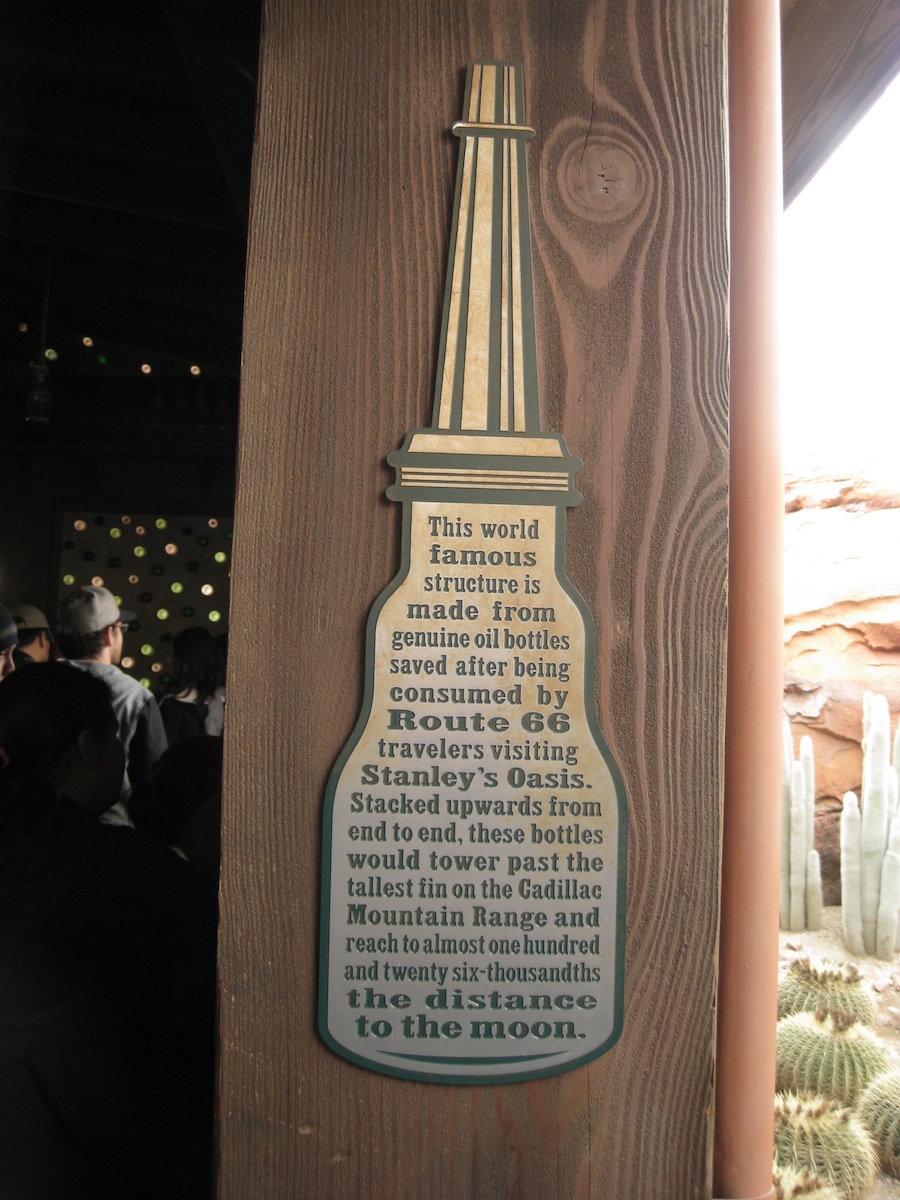 This world
famous
structure is
made from
genuine oil bottles
saved after being
consumed by
Route 66
travelers visiting
Stanley's Oasis.
Stacked upwards from
end to end, these bottles
would tower past the
tallest fin on the Cadillac
Mountain Range and
reach to almost one hundred
and twenty six-thousandths
the distance
to the moon.